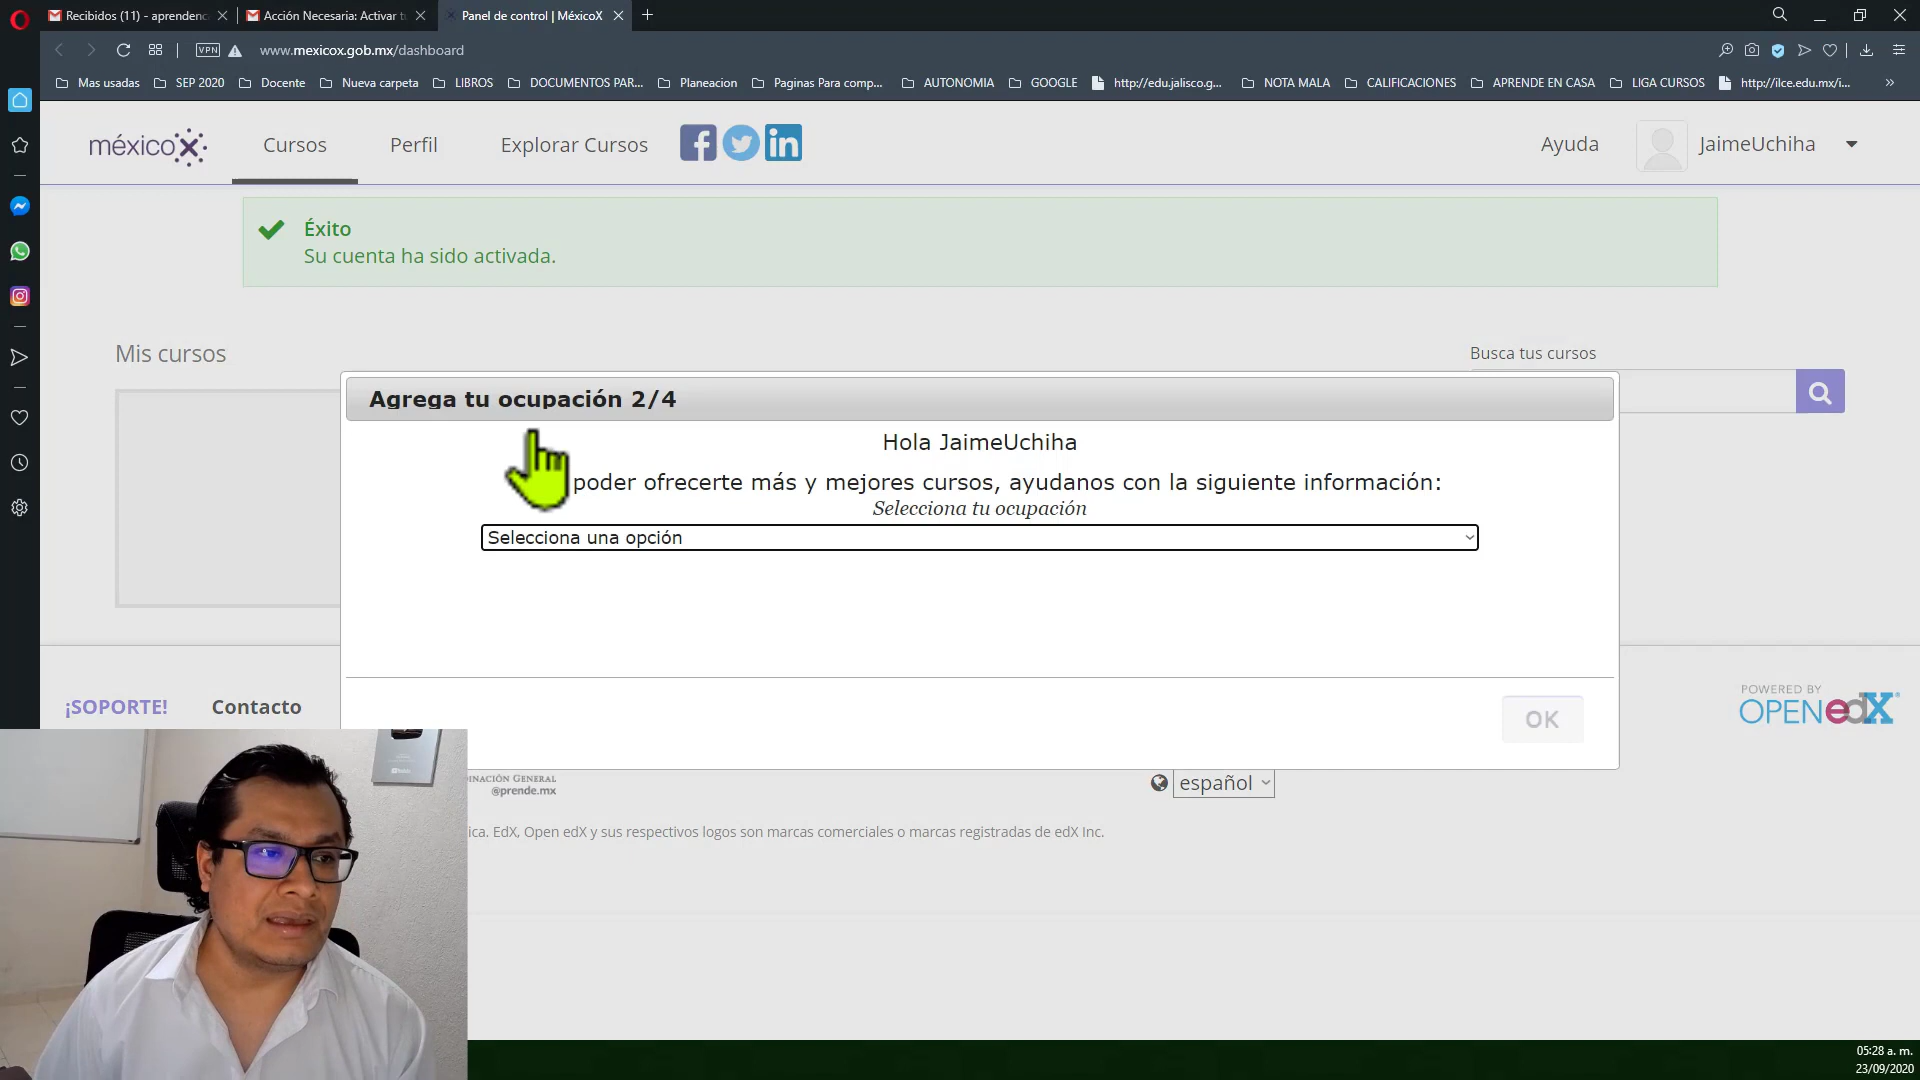 Recibidos (11) - aprendenc
Acción Necesaria: Activar tu
Panel de control | MéxicoX
VPN
www.mexicox.gob.mx/dashboard
Mas usadas
SEP 2020
Docente
Nueva carpeta
LIBROS
DOCUMENTOS PAR...
Planeacion
Paginas Para comp...
AUTONOMIA
GOOGLE
http://edu.jalisco.g...
NOTA MALA
CALIFICACIONES
APRENDE EN CASA
LIGA CURSOS
http://ilce.edu.mx/i...
méxicoX
Cursos
Perfil
Explorar Cursos
Ayuda
JaimeUchiha
Éxito
Su cuenta ha sido activada.
Mis cursos
Busca tus cursos
Agrega tu ocupación 2/4
Hola JaimeUchiha
poder ofrecerte más y mejores cursos, ayudanos con la siguiente información:
Selecciona tu ocupación
Selecciona una opción
OK
¡SOPORTE!
Contacto
POWERED BY
OPEN edX
INACIÓN GENERAL
@prende.mx
español
ica. EdX, Open edX y sus respectivos logos son marcas comerciales o marcas registradas de edX Inc.
05:28 a. m.
23/09/2020